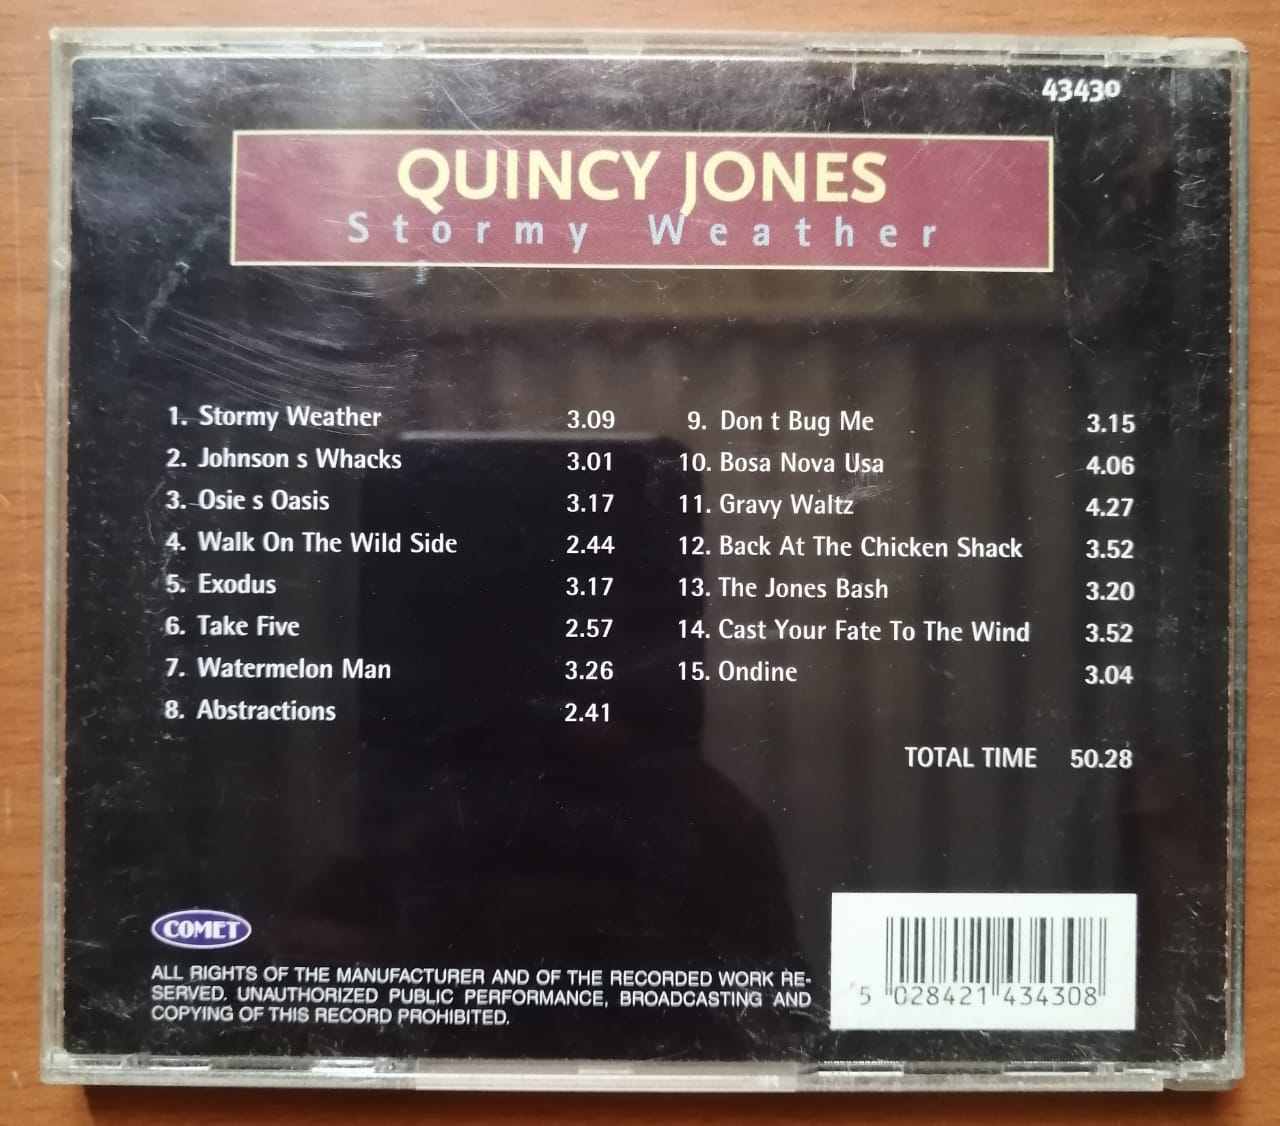 43430
QUINCY JONES
Stormy Weather
1. Stormy Weather 3.09
2. Johnson s Whacks 3.01
3. Osie s Oasis 3.17
4. Walk On The Wild Side 2.44
5. Exodus 3.17
6. Take Five 2.57
7. Watermelon Man 3.26
8. Abstractions 2.41
9. Don t Bug Me 3.15
10. Bosa Nova Usa 4.06
11. Gravy Waltz 4.27
12. Back At The Chicken Shack 3.52
13. The Jones Bash 3.20
14. Cast Your Fate To The Wind 3.52
15. Ondine 3.04
TOTAL TIME 50.28
COMET
ALL RIGHTS OF THE MANUFACTURER AND OF THE RECORDED WORK RE-
SERVED. UNAUTHORIZED PUBLIC PERFORMANCE, BROADCASTING AND
COPYING OF THIS RECORD PROHIBITED.
5 028421 434308